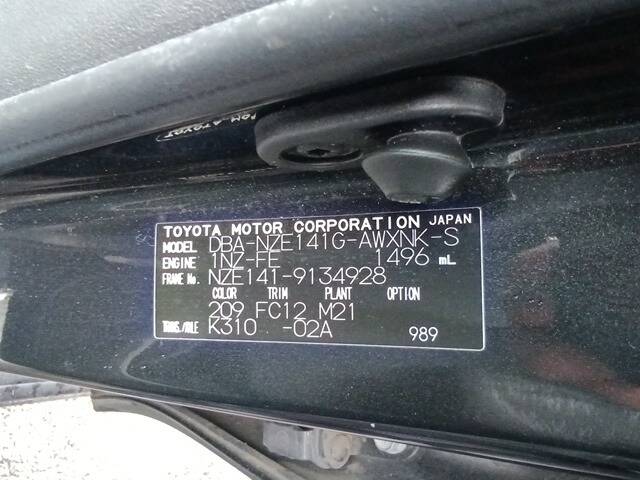 TOYOTA MOTOR CORPORATION JAPAN
MODEL DBA-NZE141G-AWXNK-S
ENGINE 1NZ-FE 1496 mL
FRAME No. NZE141-9134928
COLOR TRIM PLANT OPTION
209 FC12 M21
TRANS./AXLE K310 -02A 989